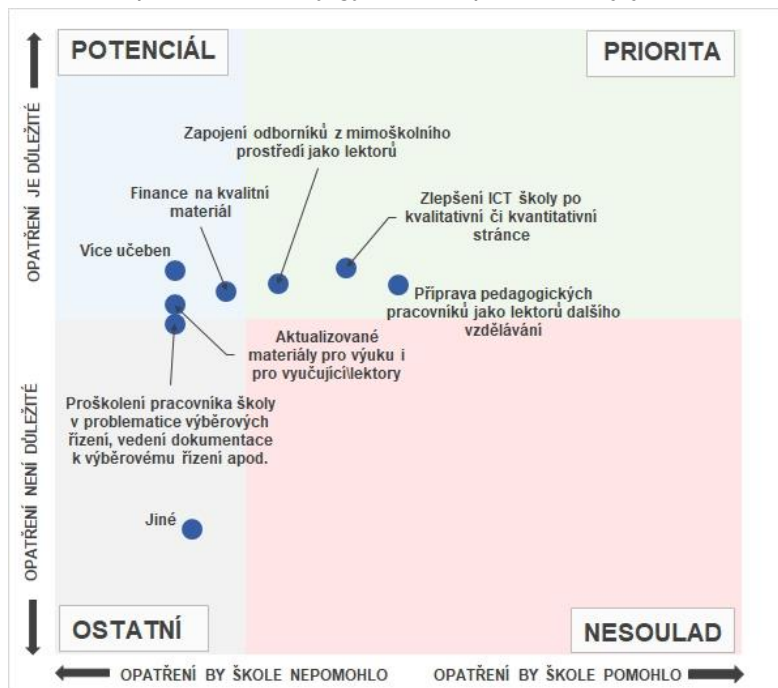 POTENCIÁL
PRIORITA
OPATŘENÍ JE DŮLEŽITÉ
Zapojení odborníků z mimoškolního
prostředí jako lektorů
Finance na kvalitní
materiál
Zlepšení ICT školy po
kvalitativní či kvantitativní
stránce
Více učeben
Příprava pedagogických
pracovníků jako lektorů dalšího
vzdělávání
Aktualizované
materiály pro výuku i
pro vyučující\lektory
Proškolení pracovníka školy
v problematice výběrových
řízení, vedení dokumentace
k výběrovému řízení apod.
OPATŘENÍ NENÍ DŮLEŽITÉ
Jiné
OSTATNÍ
NESOULAD
OPATŘENÍ BY ŠKOLE NEPOMOHLO
OPATŘENÍ BY ŠKOLE POMOHLO